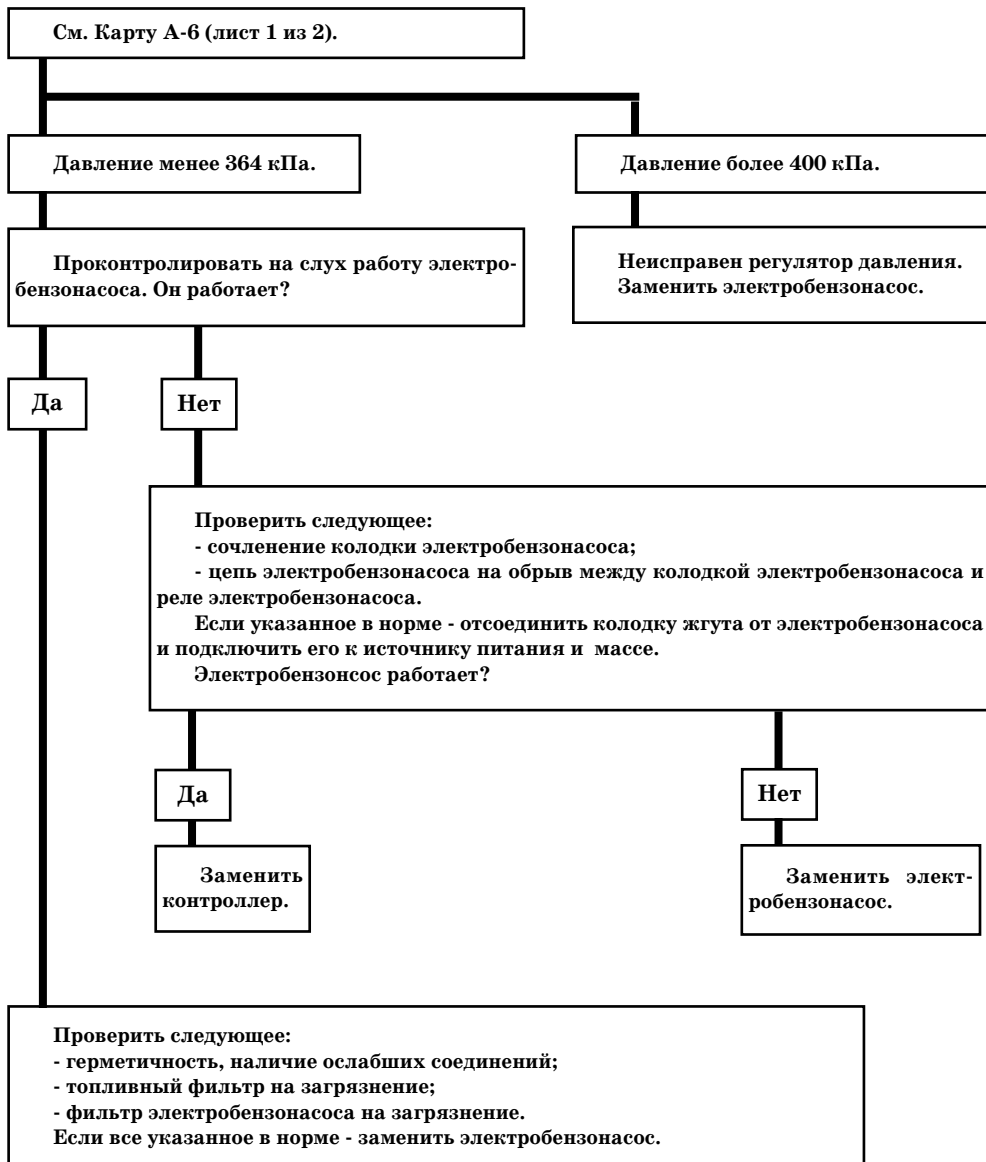 См. Карту А-6 (лист 1 из 2).
Давление менее 364 кПа.
Давление более 400 кПа.
Проконтролировать на слух работу электро-
бензонасоса. Он работает?
Неисправен регулятор давления.
Заменить электробензонасос.
Да
Нет
Проверить следующее:
- сочленение колодки электробензонасоса;
- цепь электробензонасоса на обрыв между колодкой электробензонасоса и
реле электробензонасоса.
Если указанное в норме - отсоединить колодку жгута от электробензонасоса
и подключить его к источнику питания и массе.
Электробензонсос работает?
Да
Нет
Заменить
контроллер.
Заменить элект-
робензонасос.
Проверить следующее:
- герметичность, наличие ослабших соединений;
- топливный фильтр на загрязнение;
- фильтр электробензонасоса на загрязнение.
Если все указанное в норме - заменить электробензонасос.